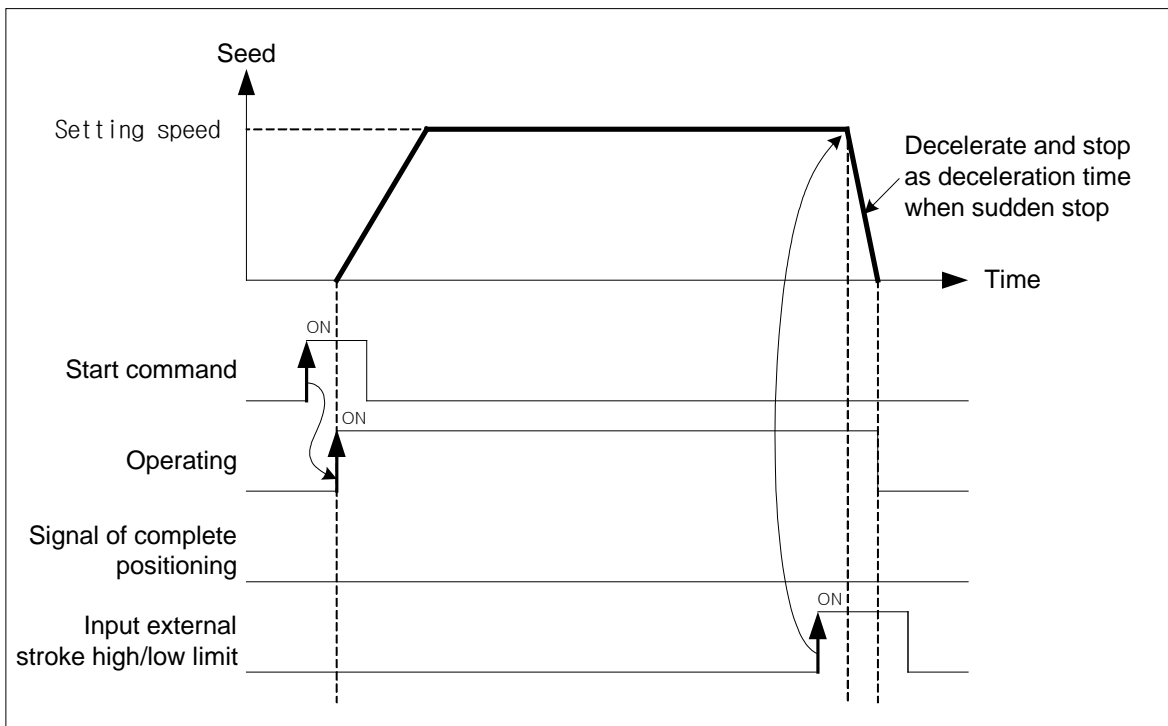 Seed
Setting speed
Decelerate and stop
as deceleration time
when sudden stop
Time
ON
Start command
ON
Operating
Signal of complete
positioning
ON
Input external
stroke high/low limit